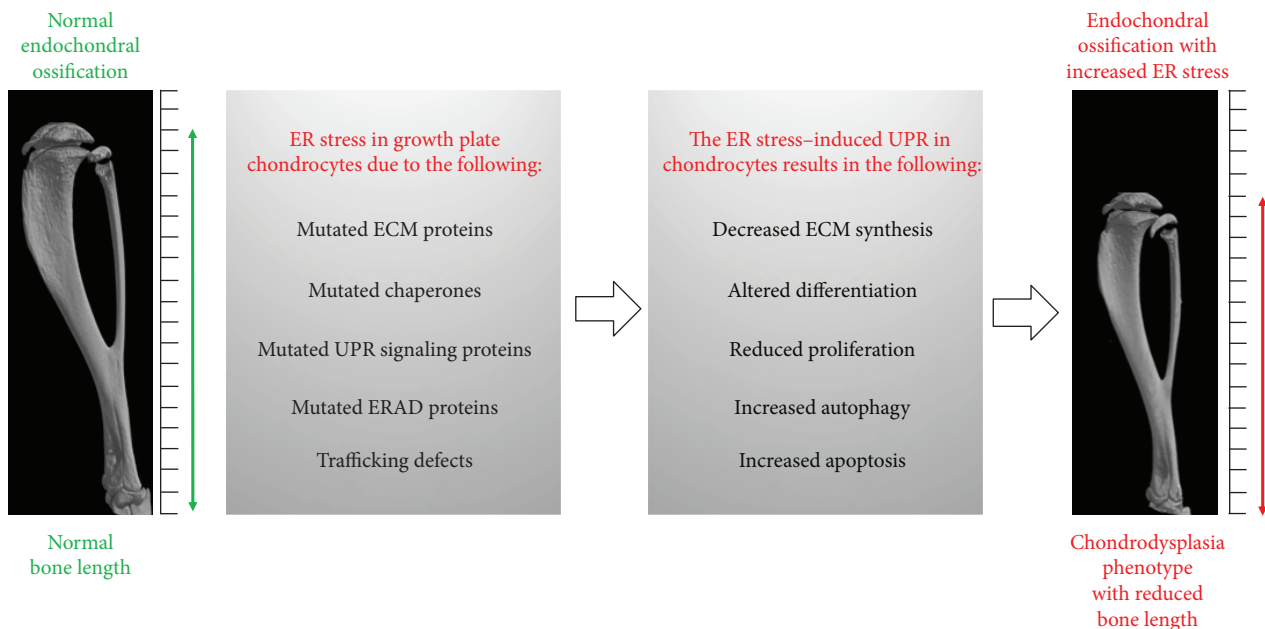 Normal
endochondral
ossification
Normal
bone length
ER stress in growth plate
chondrocytes due to the following:
Mutated ECM proteins
Mutated chaperones
Mutated UPR signaling proteins
Mutated ERAD proteins
Trafficking defects
The ER stress–induced UPR in
chondrocytes results in the following:
Decreased ECM synthesis
Altered differentiation
Reduced proliferation
Increased autophagy
Increased apoptosis
Endochondral
ossification with
increased ER stress
Chondrodysplasia
phenotype
with reduced
bone length